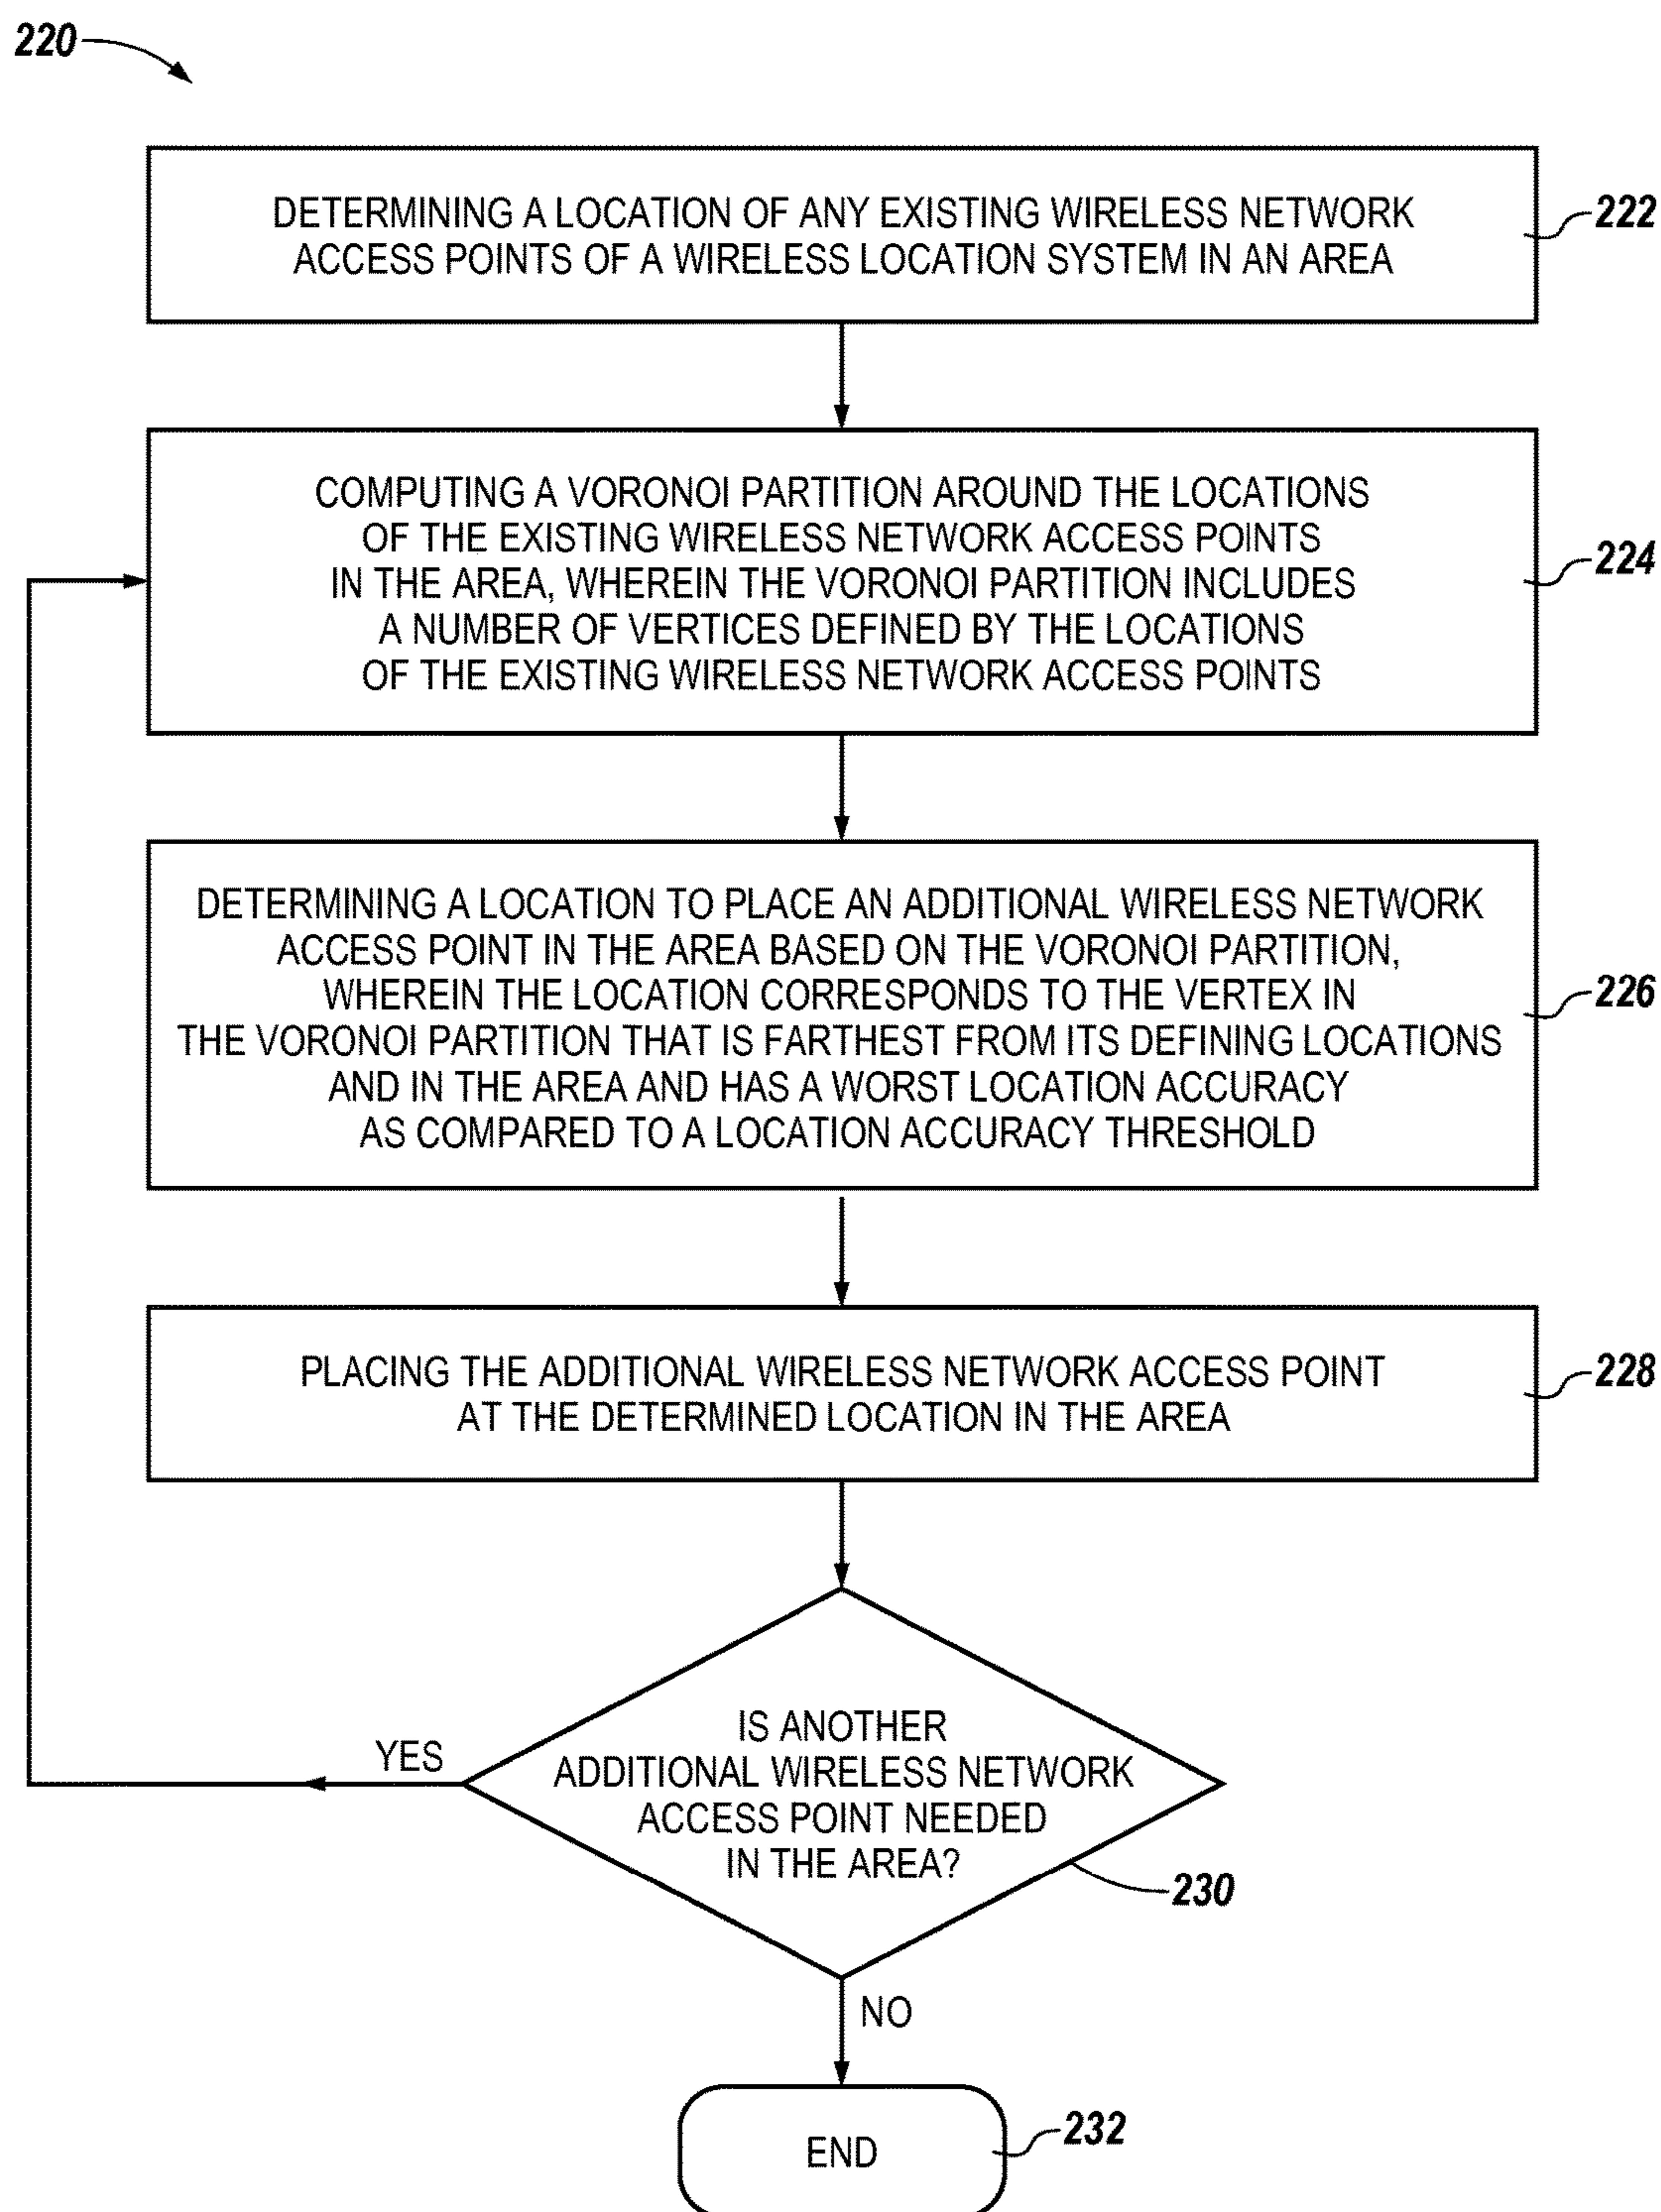 220
DETERMINING A LOCATION OF ANY EXISTING WIRELESS NETWORK
ACCESS POINTS OF A WIRELESS LOCATION SYSTEM IN AN AREA
222
COMPUTING A VORONOI PARTITION AROUND THE LOCATIONS
OF THE EXISTING WIRELESS NETWORK ACCESS POINTS
IN THE AREA, WHEREIN THE VORONOI PARTITION INCLUDES
A NUMBER OF VERTICES DEFINED BY THE LOCATIONS
OF THE EXISTING WIRELESS NETWORK ACCESS POINTS
224
DETERMINING A LOCATION TO PLACE AN ADDITIONAL WIRELESS NETWORK
ACCESS POINT IN THE AREA BASED ON THE VORONOI PARTITION,
WHEREIN THE LOCATION CORRESPONDS TO THE VERTEX IN
THE VORONOI PARTITION THAT IS FARTHEST FROM ITS DEFINING LOCATIONS
AND IN THE AREA AND HAS A WORST LOCATION ACCURACY
AS COMPARED TO A LOCATION ACCURACY THRESHOLD
226
PLACING THE ADDITIONAL WIRELESS NETWORK ACCESS POINT
AT THE DETERMINED LOCATION IN THE AREA
228
YES
IS ANOTHER
ADDITIONAL WIRELESS NETWORK
ACCESS POINT NEEDED
IN THE AREA?
230
NO
END
232